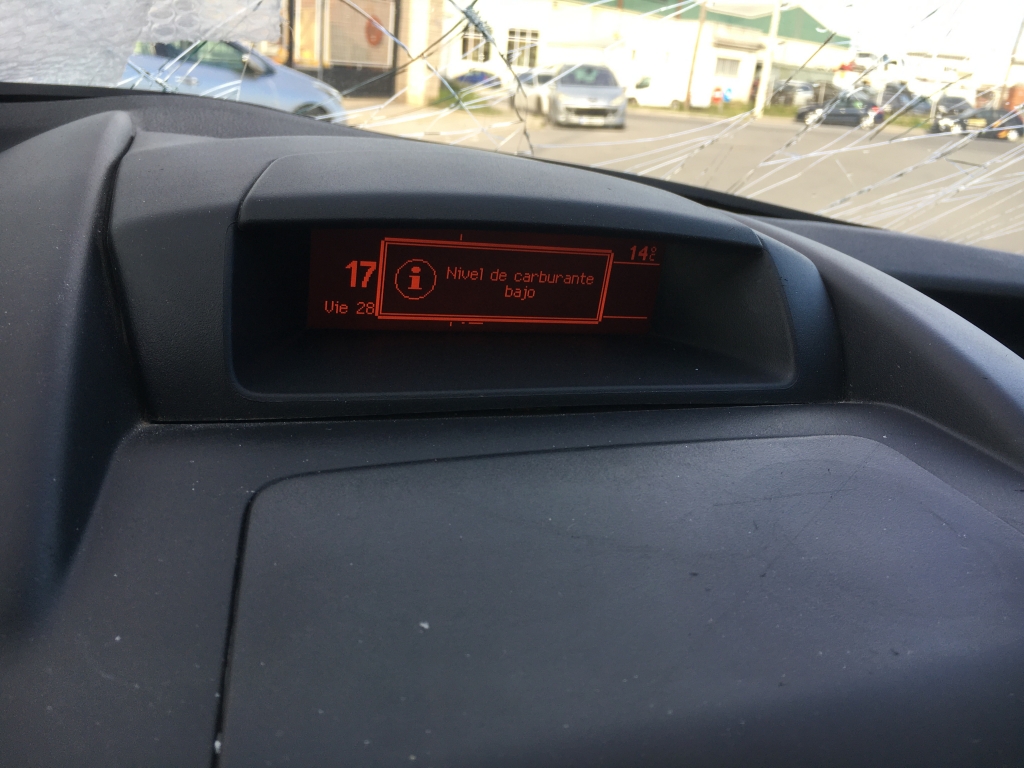 17
14°C
Nivel de carburante
bajo
Vie 28